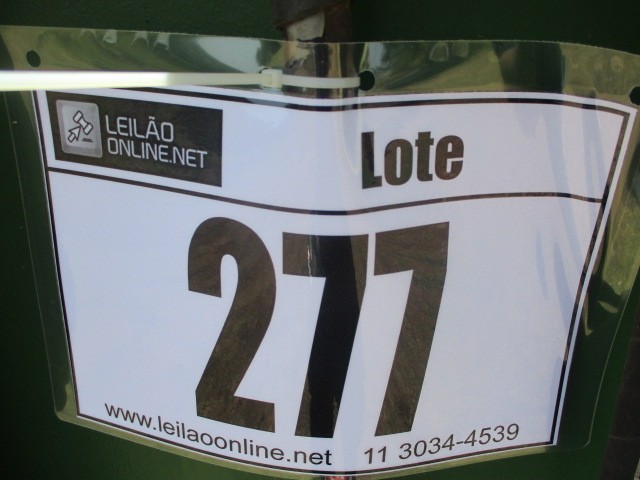 LEILÃO
ONLINE.NET
Lote
277
www.leilaoonline.net 11 3034-4539